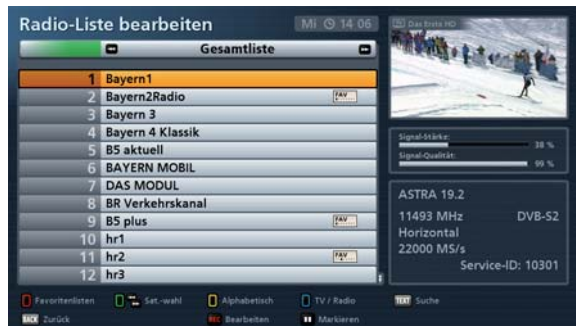 Radio-Liste bearbeiten
Mi 14 06
Das Erste HD
Gesamtliste
1 Bayern1
2 Bayern2Radio FAV
3 Bayern 3
4 Bayern 4 Klassik
5 B5 aktuell
6 BAYERN MOBIL
7 DAS MODUL
8 BR Verkehrskanal
9 B5 plus FAV
10 hr1
11 hr2 FAV
12 hr3
Signal-Stärke:
38 %
Signal-Qualität:
99 %
ASTRA 19.2
11493 MHz DVB-S2
Horizontal
22000 MS/s
Service-ID: 10301
Favoritenlisten Sat.-wahl Alphabetisch TV / Radio TEXT Suche
BACK Zurück REC Bearbeiten Markieren